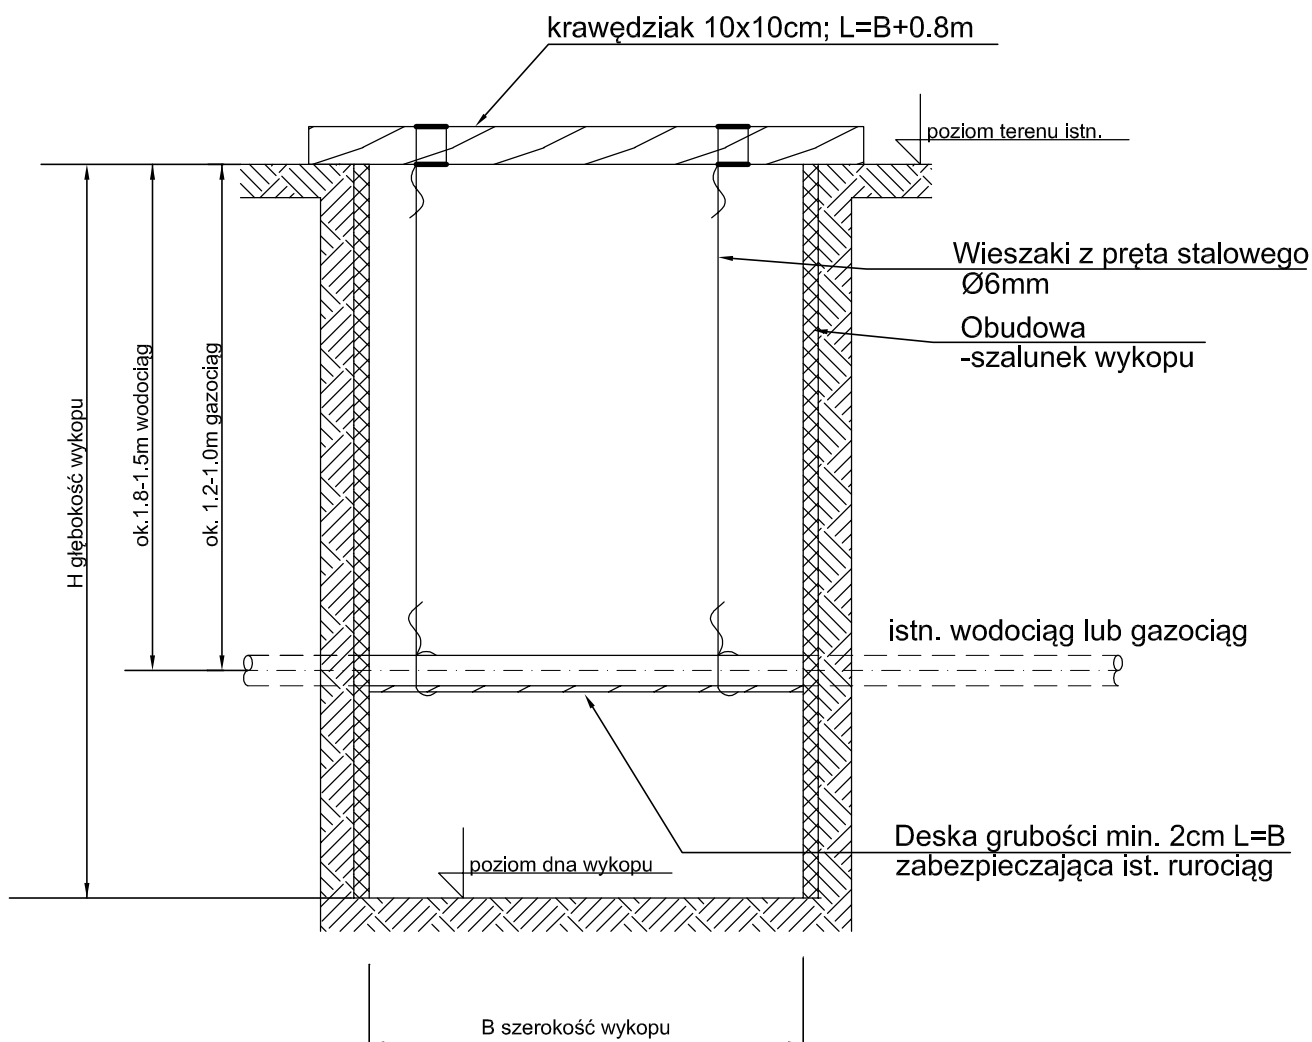 krawędziak 10x10cm; L=B+0.8m
poziom terenu istn.
Wieszaki z pręta stalowego
Ø6mm
Obudowa
-szalunek wykopu
H głębokość wykopu
ok.1.8-1.5m wodociąg
ok. 1.2-1.0m gazociąg
istn. wodociąg lub gazociąg
Deska grubości min. 2cm L=B
zabezpieczająca ist. rurociąg
poziom dna wykopu
B szerokość wykopu